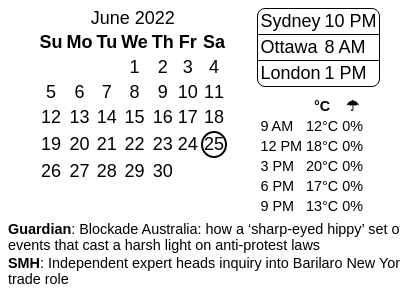 June 2022
Su Mo Tu We Th Fr Sa
1 2 3 4
5 6 7 8 9 10 11
12 13 14 15 16 17 18
19 20 21 22 23 24 25
26 27 28 29 30
Sydney 10 PM
Ottawa 8 AM
London 1 PM
°C ☂
9 AM 12°C 0%
12 PM 18°C 0%
3 PM 20°C 0%
6 PM 17°C 0%
9 PM 13°C 0%
Guardian: Blockade Australia: how a ‘sharp-eyed hippy’ set o
events that cast a harsh light on anti-protest laws
SMH: Independent expert heads inquiry into Barilaro New Yor
trade role